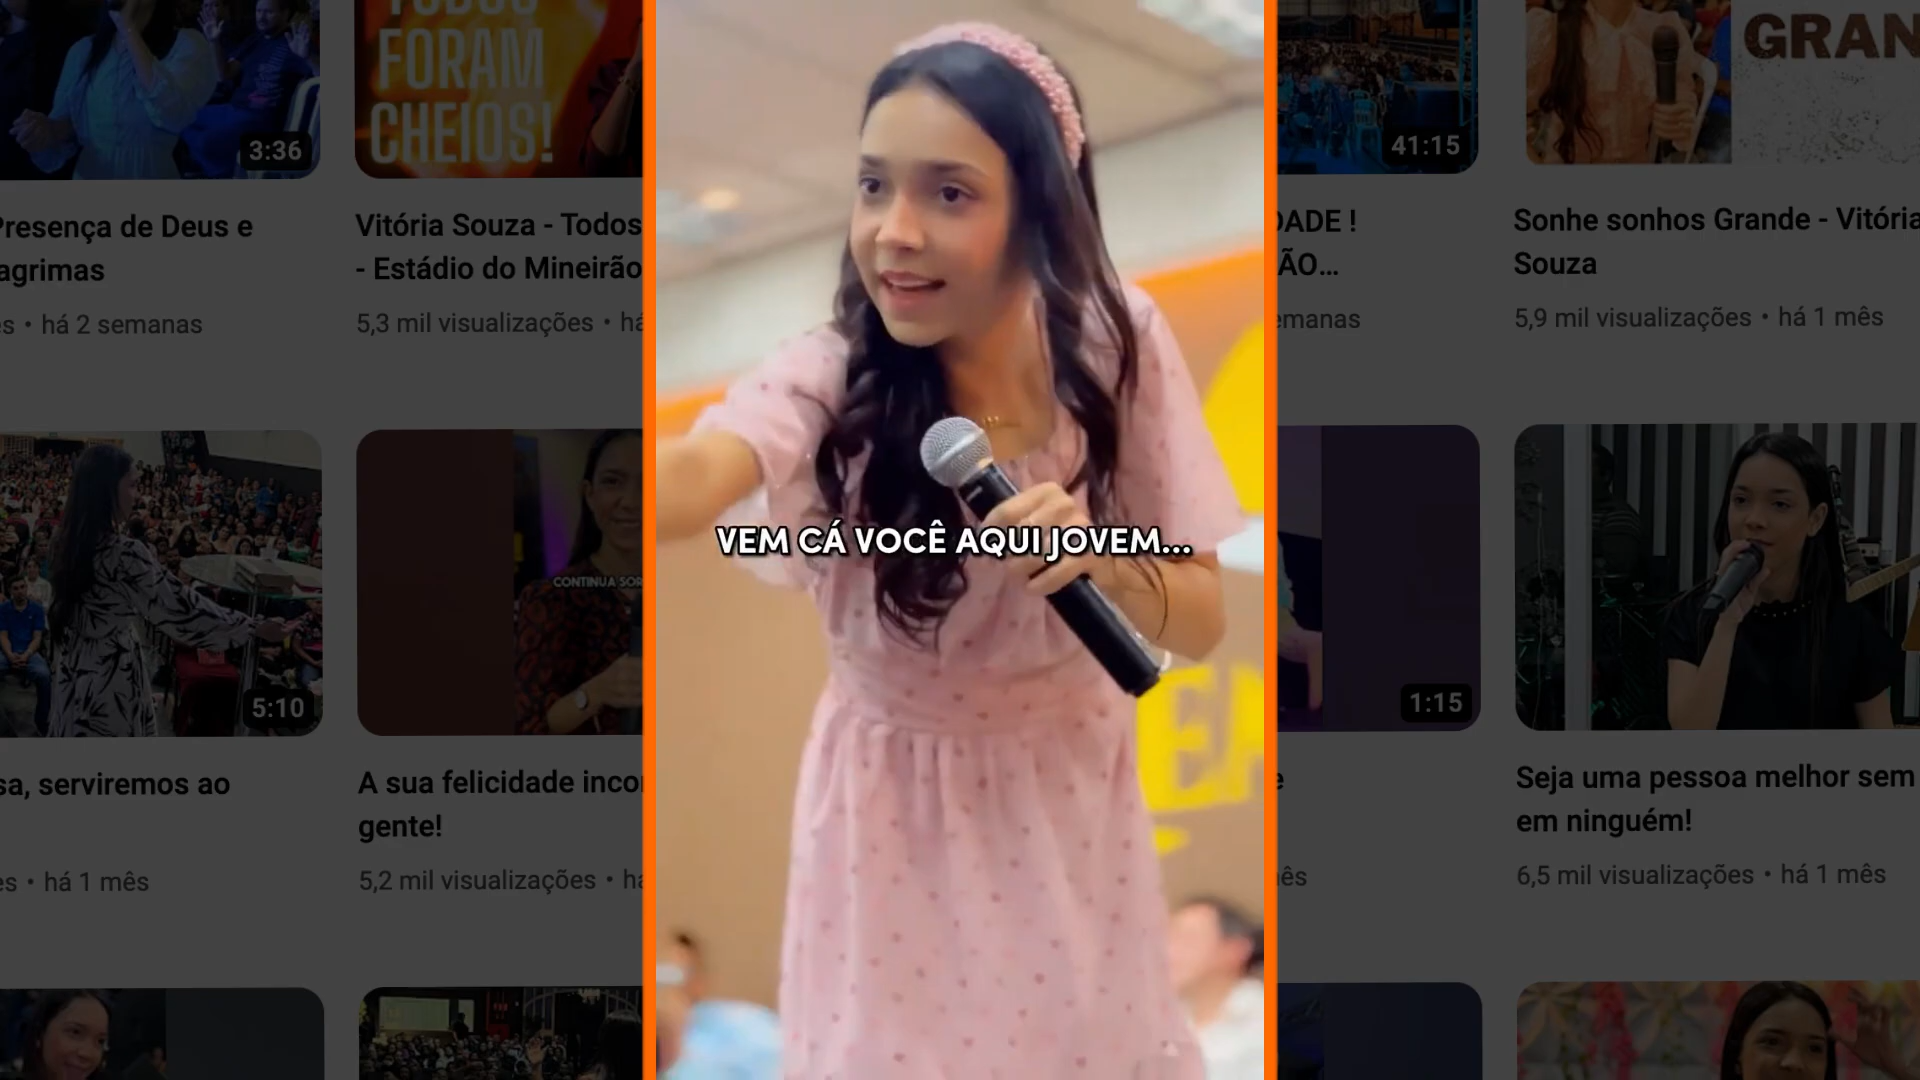 TODOS
FORAM
CHEIOS!
GRAN
3:36
41:15
Presença de Deus e
agrimas
es • há 2 semanas
Vitória Souza - Todos
- Estádio do Mineirão
5,3 mil visualizações • há
DADE !
ÃO...
emanas
Sonhe sonhos Grande - Vitória
Souza
5,9 mil visualizações • há 1 mês
VEM CÁ VOCÊ AQUI JOVEM...
CONTINUA SOR
5:10
1:15
sa, serviremos ao
es • há 1 mês
A sua felicidade inco
gente!
5,2 mil visualizações • há
e
ês
Seja uma pessoa melhor sem
em ninguém!
6,5 mil visualizações • há 1 mês